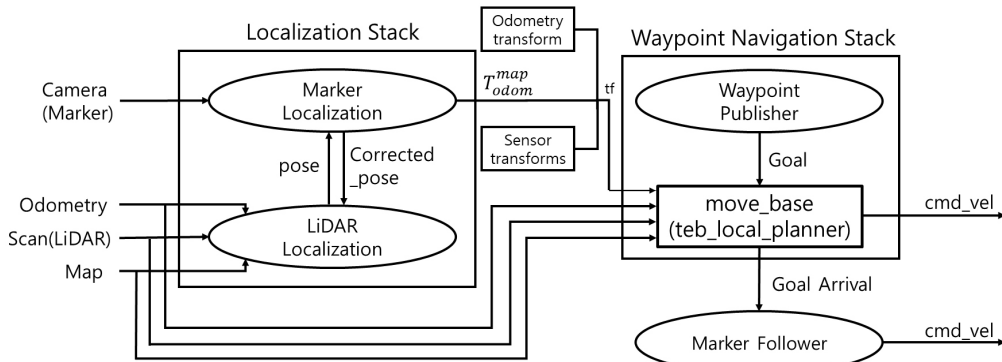 Localization Stack
Odometry
transform
Waypoint Navigation Stack
Camera
(Marker)
Marker
Localization
T^{map}_{odom}
tf
Waypoint
Publisher
Sensor
transforms
pose
Corrected
_pose
Goal
Odometry
Scan(LiDAR)
Map
LiDAR
Localization
move_base
(teb_local_planner)
cmd_vel
Goal Arrival
Marker Follower
cmd_vel